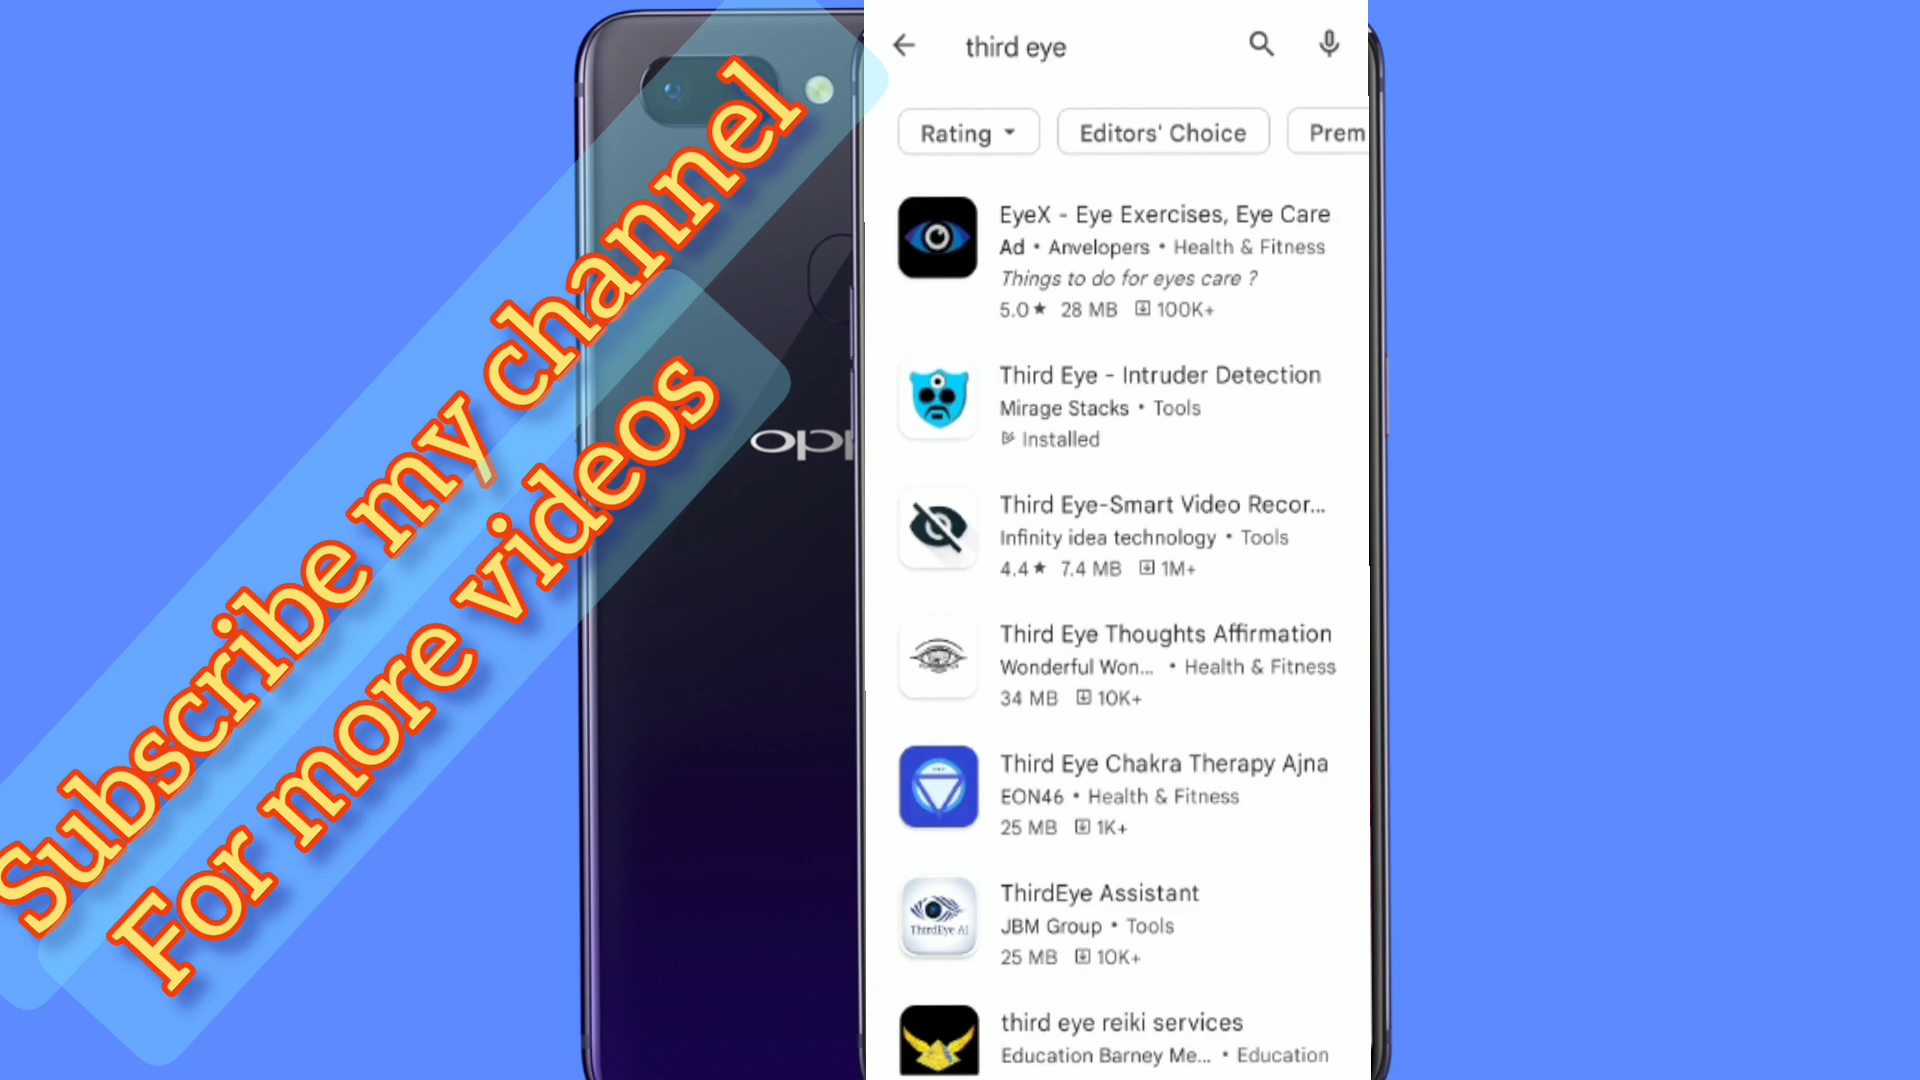 Subscribe my channel
For more videos
third eye
Rating
Editors' Choice
Prem
EyeX - Eye Exercises, Eye Care
Ad • Anvelopers • Health & Fitness
Things to do for eyes care ?
5.0★ 28 MB 100K+
Third Eye - Intruder Detection
Mirage Stacks • Tools
Installed
Third Eye-Smart Video Recor...
Infinity idea technology • Tools
4.4★ 7.4 MB 1M+
Third Eye Thoughts Affirmation
Wonderful Won... • Health & Fitness
34 MB 10K+
Third Eye Chakra Therapy Ajna
EON46 • Health & Fitness
25 MB 1K+
ThirdEye AI
ThirdEye Assistant
JBM Group • Tools
25 MB 10K+
third eye reiki services
Education Barney Me... • Education